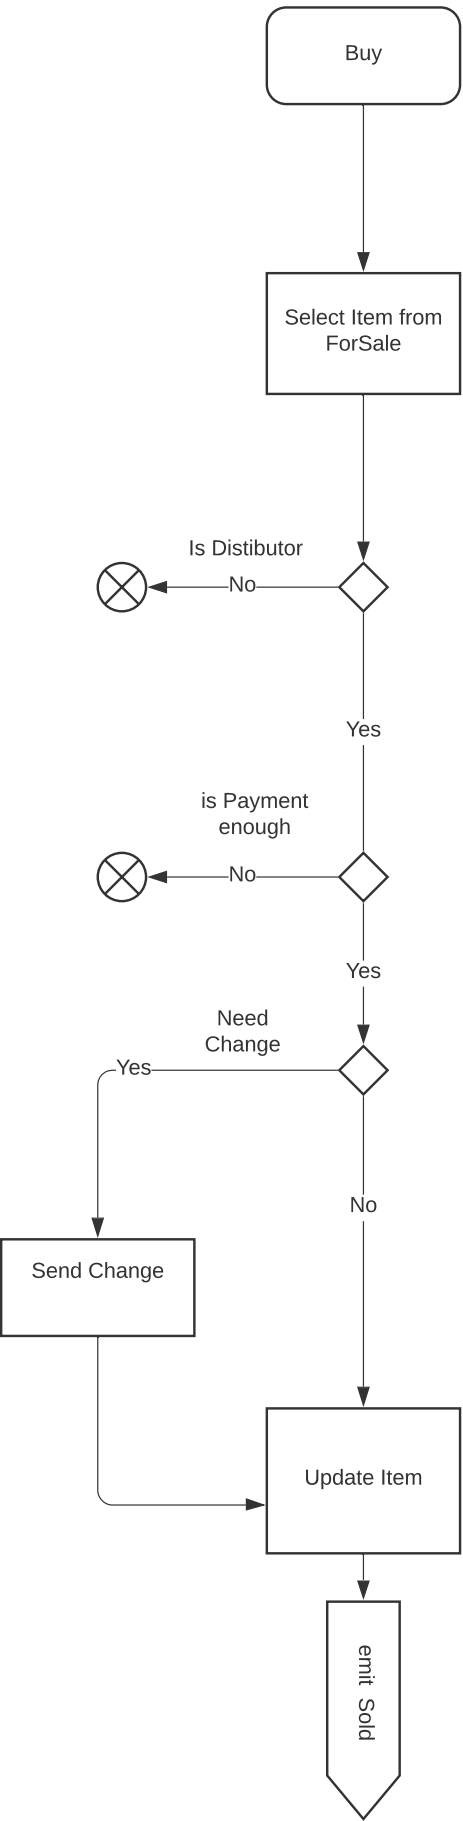 Buy
Select Item from
ForSale
Is Distibutor
No
Yes
is Payment
enough
No
Yes
Need
Change
Yes
No
Send Change
Update Item
emit Sold